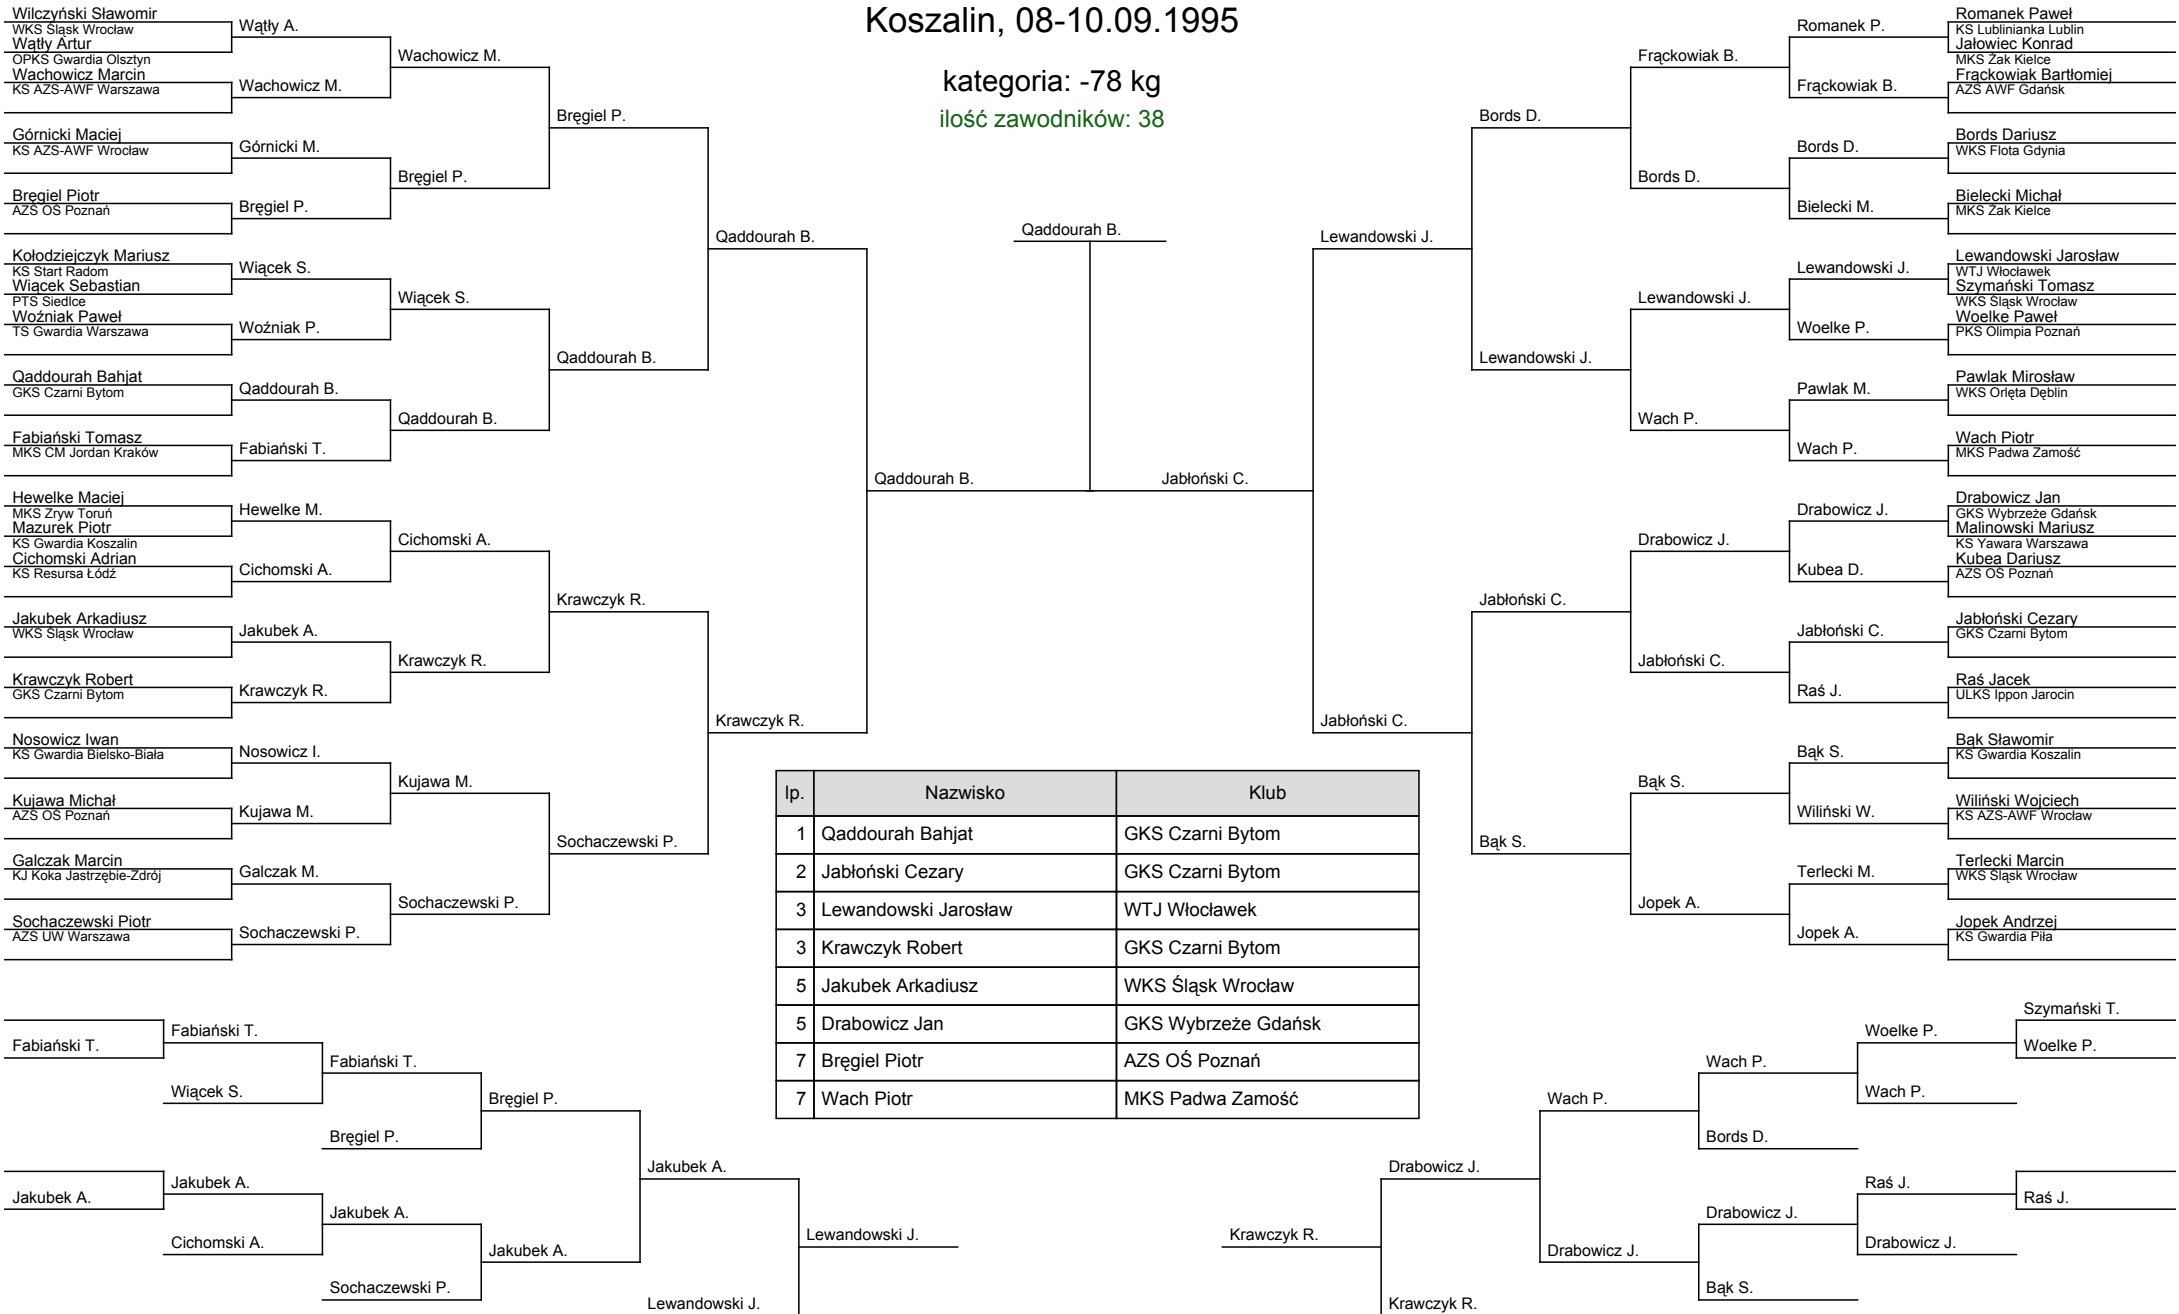 Koszalin, 08-10.09.1995
kategoria: -78 kg
ilość zawodników: 38
Wilczyński Sławomir
WKS Śląsk Wrocław
Wątły Artur
OPKS Gwardia Olsztyn
Wachowicz Marcin
KS AZS-AWF Warszawa
Górnicki Maciej
KS AZS-AWF Wrocław
Bręgiel Piotr
AZS OŚ Poznań
Kołodziejczyk Mariusz
KS Start Radom
Wiącek Sebastian
PTS Siedlce
Woźniak Paweł
TS Gwardia Warszawa
Qaddourah Bahjat
GKS Czarni Bytom
Fabiański Tomasz
MKS CM Jordan Kraków
Hewelke Maciej
MKS Zryw Toruń
Mazurek Piotr
KS Gwardia Koszalin
Cichomski Adrian
KS Resursa Łódź
Jakubek Arkadiusz
WKS Śląsk Wrocław
Krawczyk Robert
GKS Czarni Bytom
Nosowicz Iwan
KS Gwardia Bielsko-Biała
Kujawa Michał
AZS OŚ Poznań
Galczak Marcin
KJ Koka Jastrzębie-Zdrój
Sochaczewski Piotr
AZS UW Warszawa
Wątły A.
Wachowicz M.
Górnicki M.
Bręgiel P.
Wiącek S.
Woźniak P.
Qaddourah B.
Fabiański T.
Hewelke M.
Cichomski A.
Jakubek A.
Krawczyk R.
Nosowicz I.
Kujawa M.
Galczak M.
Sochaczewski P.
Wachowicz M.
Bręgiel P.
Wiącek S.
Qaddourah B.
Cichomski A.
Krawczyk R.
Kujawa M.
Sochaczewski P.
Bręgiel P.
Qaddourah B.
Krawczyk R.
Sochaczewski P.
Qaddourah B.
Krawczyk R.
Qaddourah B.
Qaddourah B.
Jabłoński C.
Lewandowski J.
Jabłoński C.
Bords D.
Lewandowski J.
Jabłoński C.
Bąk S.
Frąckowiak B.
Bords D.
Lewandowski J.
Wach P.
Drabowicz J.
Jabłoński C.
Bąk S.
Jopek A.
Romanek P.
Frąckowiak B.
Bords D.
Bielecki M.
Lewandowski J.
Woelke P.
Pawlak M.
Wach P.
Drabowicz J.
Kubea D.
Jabłoński C.
Raś J.
Bąk S.
Wiliński W.
Terlecki M.
Jopek A.
Romanek Paweł
KS Lublinianka Lublin
Jałowiec Konrad
MKS Żak Kielce
Frąckowiak Bartłomiej
AZS AWF Gdańsk
Bords Dariusz
WKS Flota Gdynia
Bielecki Michał
MKS Żak Kielce
Lewandowski Jarosław
WTJ Włocławek
Szymański Tomasz
WKS Śląsk Wrocław
Woelke Paweł
PKS Olimpia Poznań
Pawlak Mirosław
WKS Orlęta Dęblin
Wach Piotr
MKS Padwa Zamość
Drabowicz Jan
GKS Wybrzeże Gdańsk
Malinowski Mariusz
KS Yawara Warszawa
Kubea Dariusz
AZS OŚ Poznań
Jabłoński Cezary
GKS Czarni Bytom
Raś Jacek
ULKS Ippon Jarocin
Bąk Sławomir
KS Gwardia Koszalin
Wiliński Wojciech
KS AZS-AWF Wrocław
Terlecki Marcin
WKS Śląsk Wrocław
Jopek Andrzej
KS Gwardia Piła
lp. Nazwisko Klub
1 Qaddourah Bahjat GKS Czarni Bytom
2 Jabłoński Cezary GKS Czarni Bytom
3 Lewandowski Jarosław WTJ Włocławek
3 Krawczyk Robert GKS Czarni Bytom
5 Jakubek Arkadiusz WKS Śląsk Wrocław
5 Drabowicz Jan GKS Wybrzeże Gdańsk
7 Bręgiel Piotr AZS OŚ Poznań
7 Wach Piotr MKS Padwa Zamość
Fabiański T.
Jakubek A.
Fabiański T.
Wiącek S.
Jakubek A.
Cichomski A.
Fabiański T.
Bręgiel P.
Jakubek A.
Sochaczewski P.
Bręgiel P.
Jakubek A.
Jakubek A.
Lewandowski J.
Lewandowski J.
Krawczyk R.
Drabowicz J.
Krawczyk R.
Wach P.
Drabowicz J.
Wach P.
Bords D.
Drabowicz J.
Bąk S.
Woelke P.
Wach P.
Raś J.
Drabowicz J.
Szymański T.
Woelke P.
Raś J.